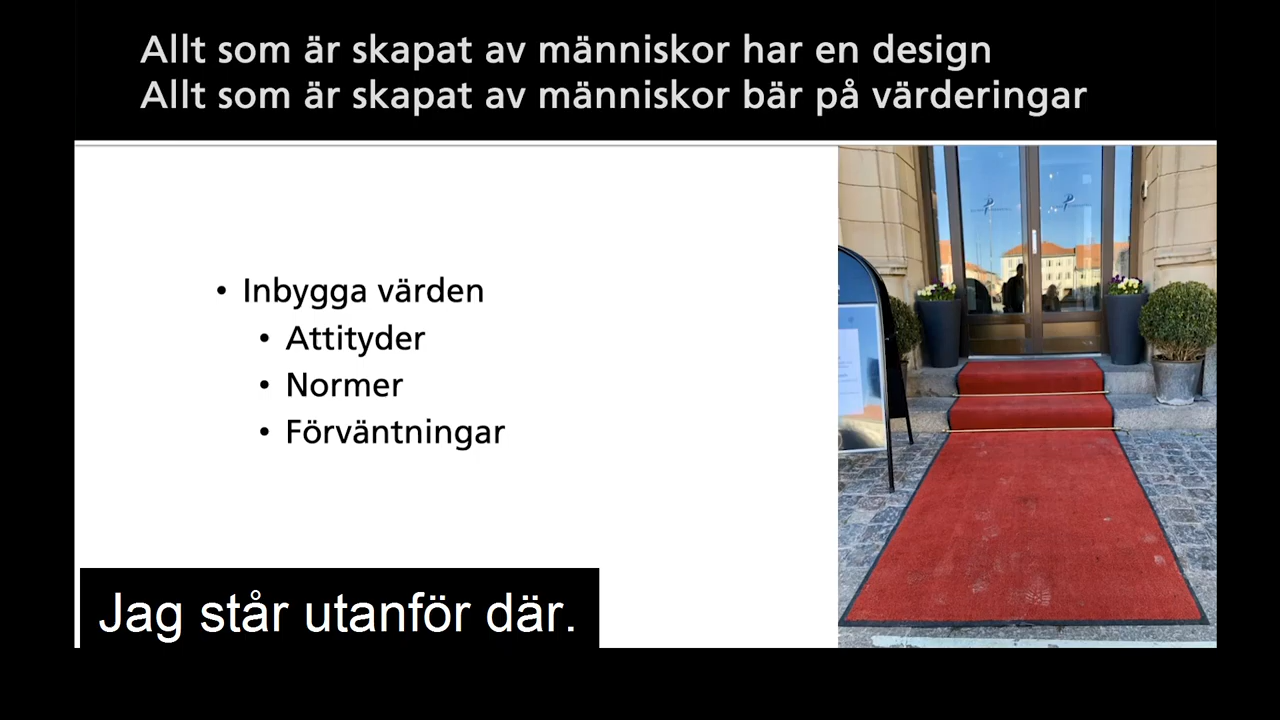 Allt som är skapat av människor har en design
Allt som är skapat av människor bär på värderingar
• Inbygga värden
• Attityder
• Normer
• Förväntningar
Jag står utanför där.